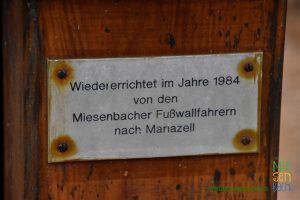 Wiedererrichtet im Jahre 1984
von den
Miesenbacher Fußwallfahrern
nach Mariazell